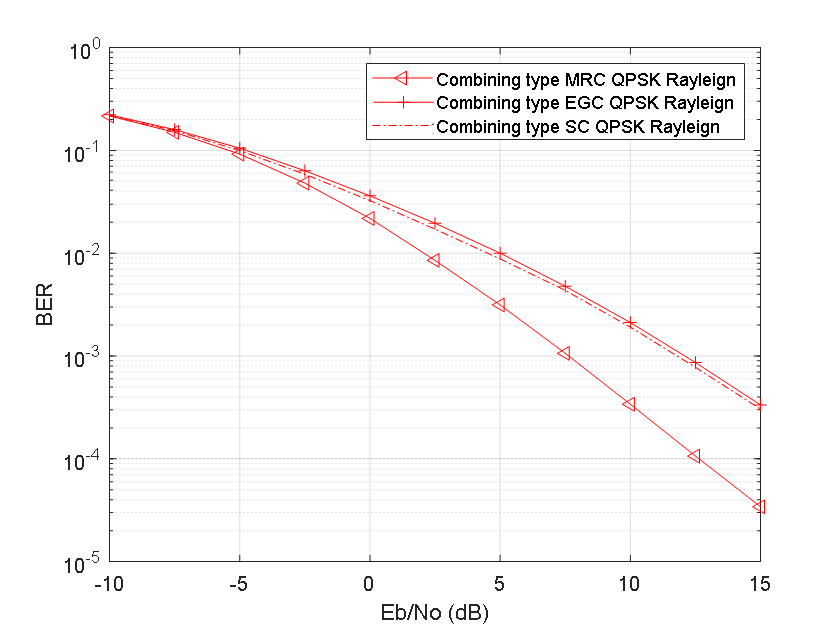 10^0
10^-1
10^-2
10^-3
10^-4
10^-5
BER
Combining type MRC QPSK Rayleign
Combining type EGC QPSK Rayleign
Combining type SC QPSK Rayleign
-10 -5 0 5 10 15
Eb/No (dB)